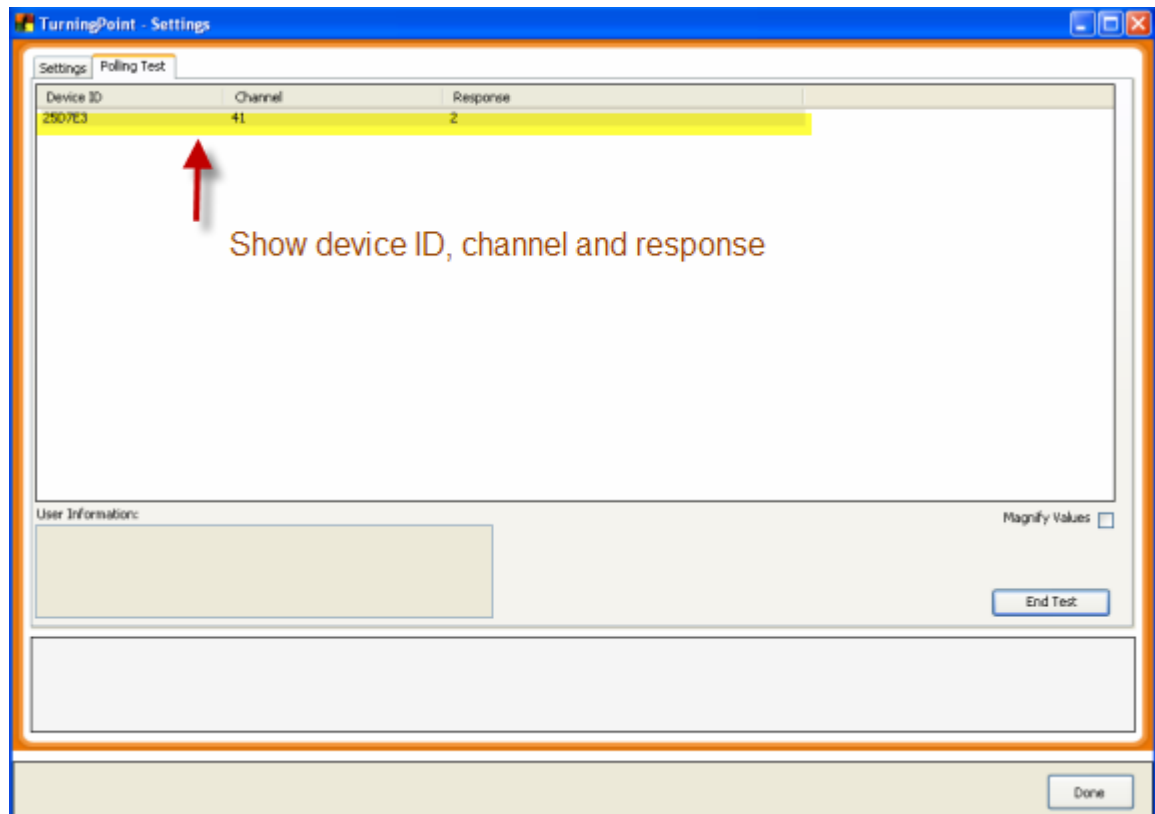 TurningPoint - Settings
Settings Polling Test
Device ID Channel Response
25D7E3 41 2
Show device ID, channel and response
User Information:
Magnify Values
End Test
Done